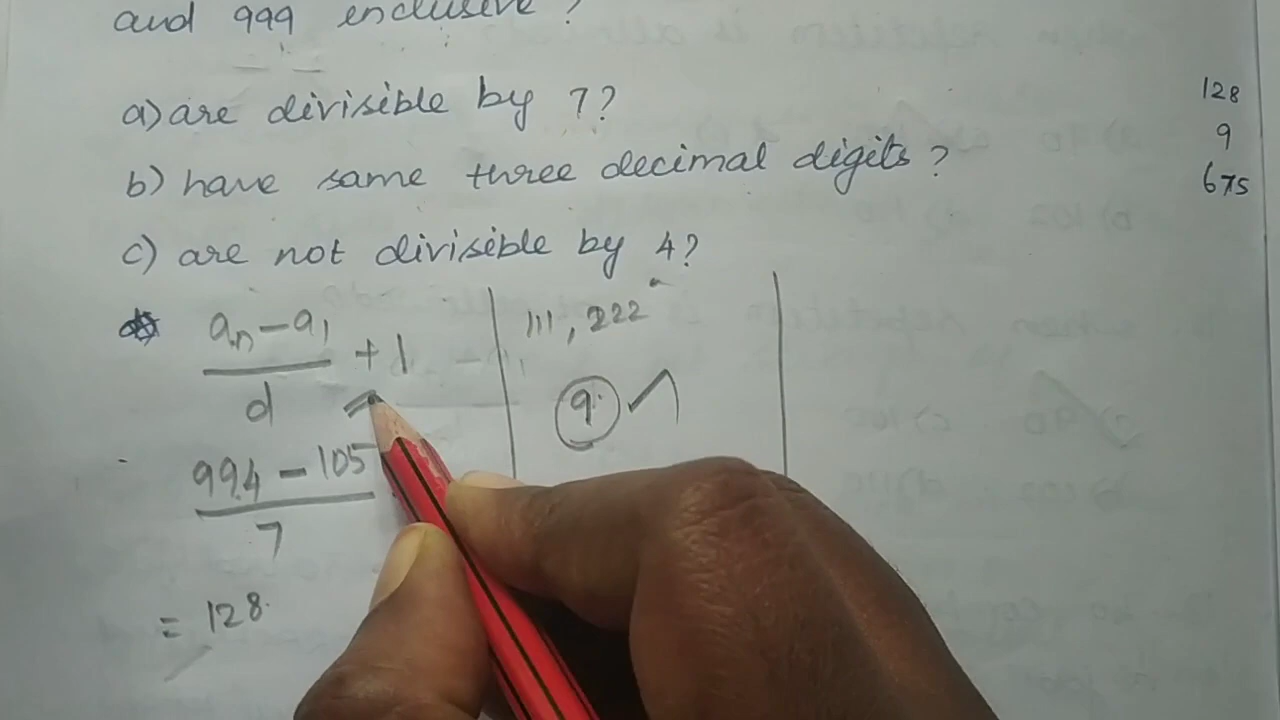 and 999 inclusive?
a) are divisible by 7?
b) have same three decimal digits?
c) are not divisible by 4?
128
9
675
an - a1
+ 1
d
994 - 105
7
= 128
111, 222
9